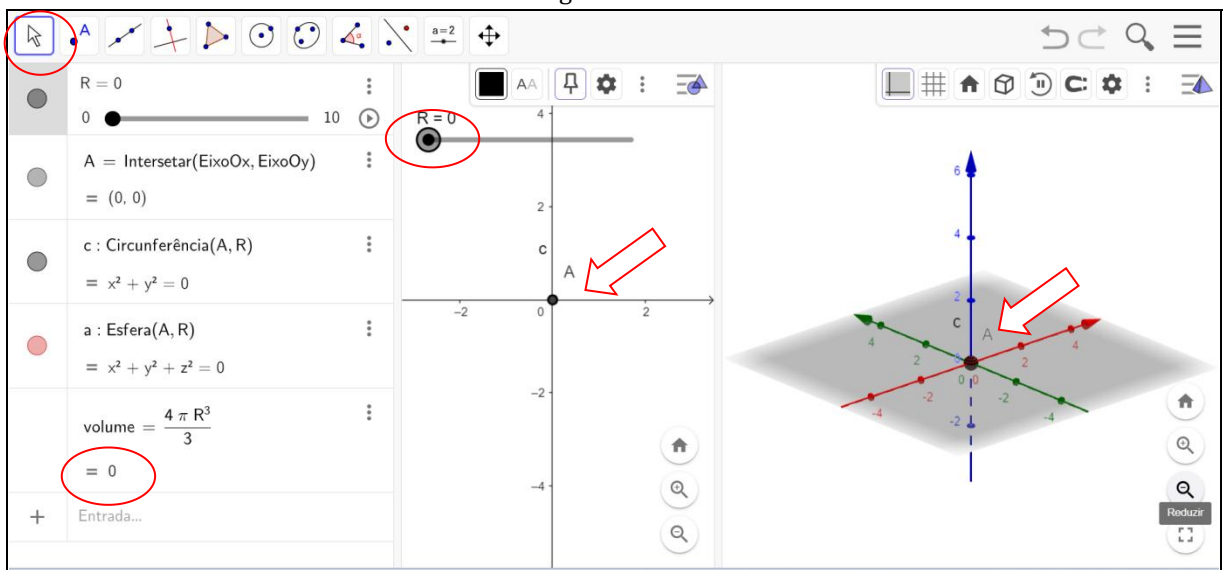 A
a=2
R = 0
0 10
A = Intersetar(EixoOx, EixoOy)
= (0, 0)
c : Circunferência(A, R)
= x² + y² = 0
a : Esfera(A, R)
= x² + y² + z² = 0
volume = 4 π R³ / 3
= 0
+ Entrada...
AA
R = 0
4
2
c
A
−2 0 2
−2
−4
6
4
2
c A
4 4
2 0 2
0 0
-2 -2
-4 -4
-2
Reduzir